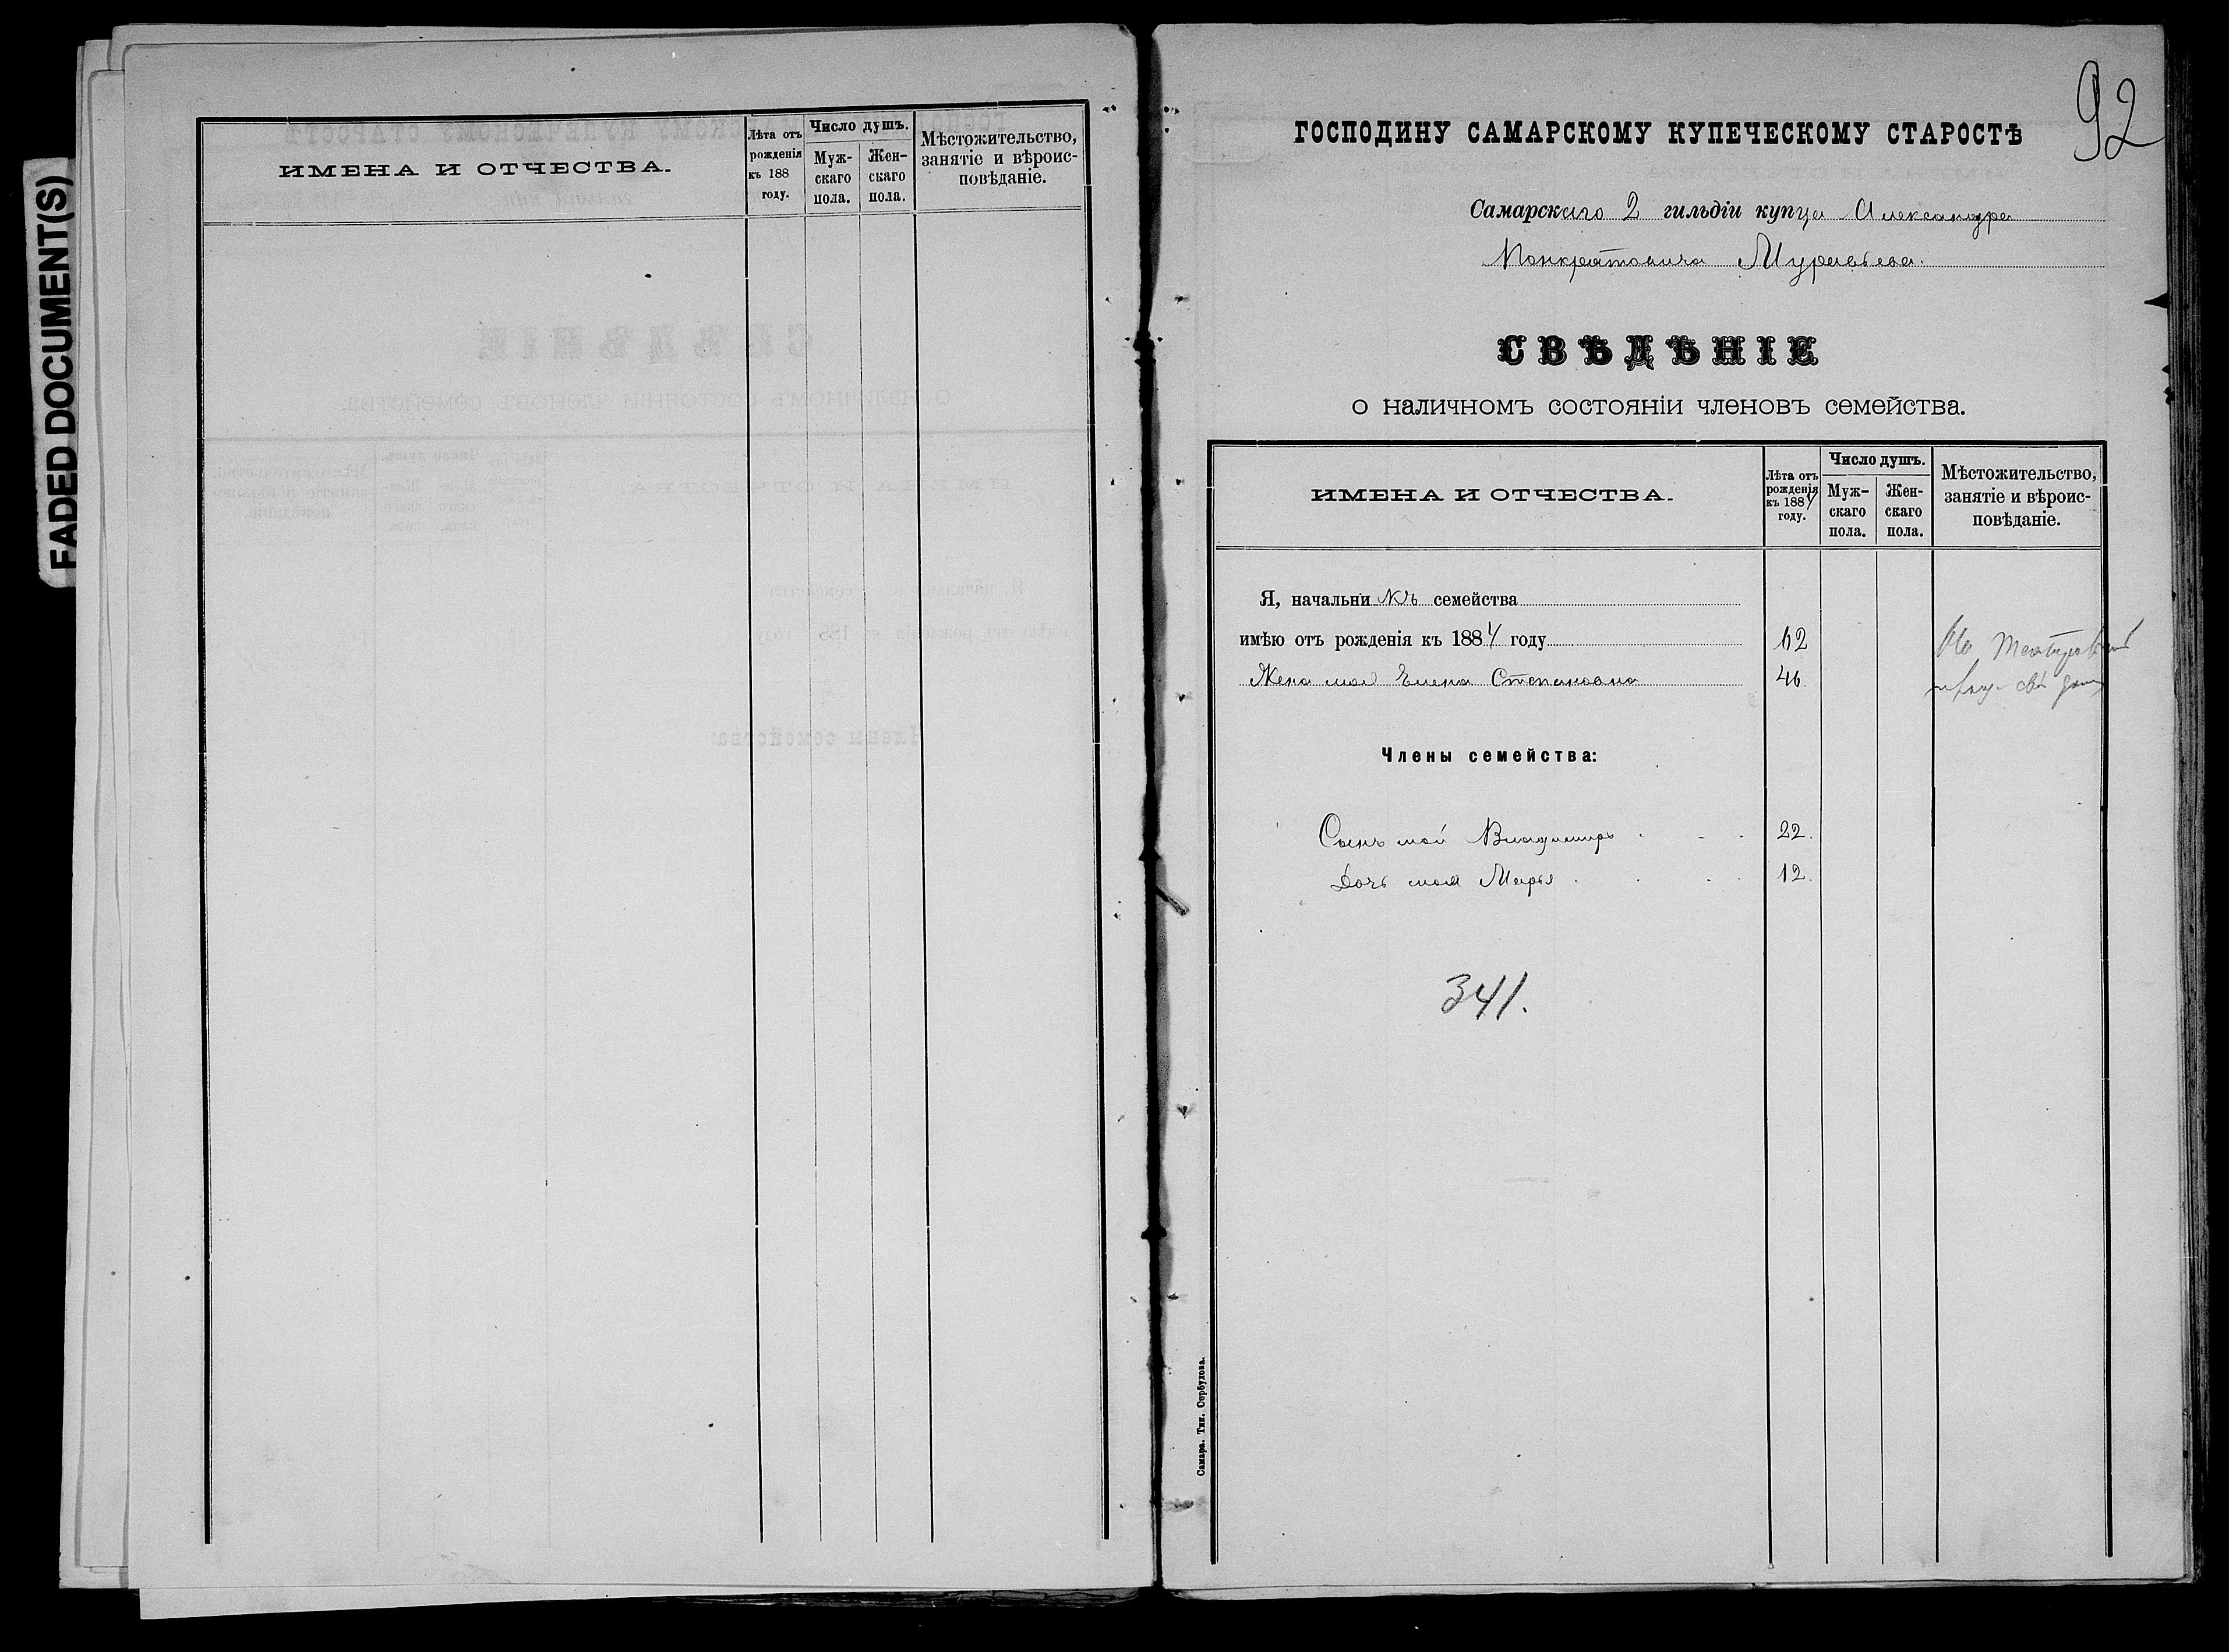 FADED DOCUMENT(S)
ИМЕНА И ОТЧЕСТВА.
Лѣта отъ рожденія къ 188 году.
Число душъ.
Муж-скаго пола.
Жен-скаго пола.
Мѣстожительство, занятіе и вѣроис-повѣданіе.
92
ГОСПОДИНУ САМАРСКОМУ КУПЕЧЕСКОМУ СТАРОСТѢ
Самарскаго 2 гильдіи купца Александра
Понкратовича Муравьева.
СВѢДѢНІЕ
о наличномъ состояніи членовъ семейства.
ИМЕНА И ОТЧЕСТВА.
Лѣта отъ рожденія къ 1884 году.
Число душъ.
Муж-скаго пола.
Жен-скаго пола.
Мѣстожительство, занятіе и вѣроис-повѣданіе.
Я, начальникъ семейства
имѣю отъ рожденія къ 1884 году 62 На
Жена моя Елена Степановна 46
Члены семейства:
Сынъ мой Владимиръ 22.
Дочь моя Марья 12.
341.
Самара. Тип. Сербулова.